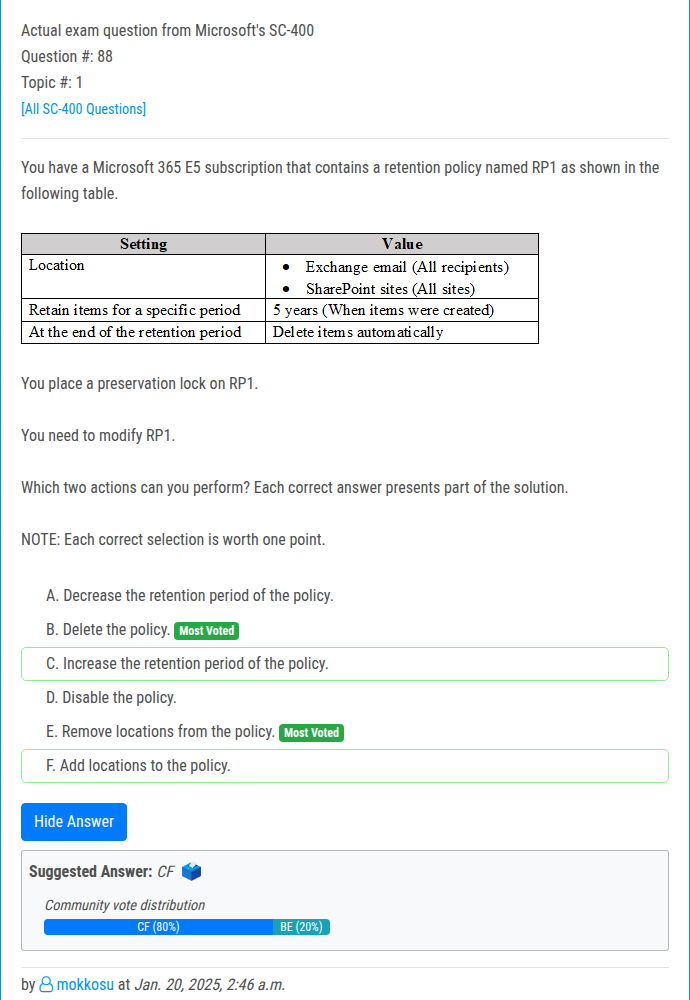 Actual exam question from Microsoft's SC-400
Question #: 88
Topic #: 1
[All SC-400 Questions]
You have a Microsoft 365 E5 subscription that contains a retention policy named RP1 as shown in the
following table.
Setting Value
Location • Exchange email (All recipients)
• SharePoint sites (All sites)
Retain items for a specific period 5 years (When items were created)
At the end of the retention period Delete items automatically
You place a preservation lock on RP1.
You need to modify RP1.
Which two actions can you perform? Each correct answer presents part of the solution.
NOTE: Each correct selection is worth one point.
A. Decrease the retention period of the policy.
B. Delete the policy. Most Voted
C. Increase the retention period of the policy.
D. Disable the policy.
E. Remove locations from the policy. Most Voted
F. Add locations to the policy.
Hide Answer
Suggested Answer: CF
Community vote distribution
CF (80%) BE (20%)
by mokkosu at Jan. 20, 2025, 2:46 a.m.